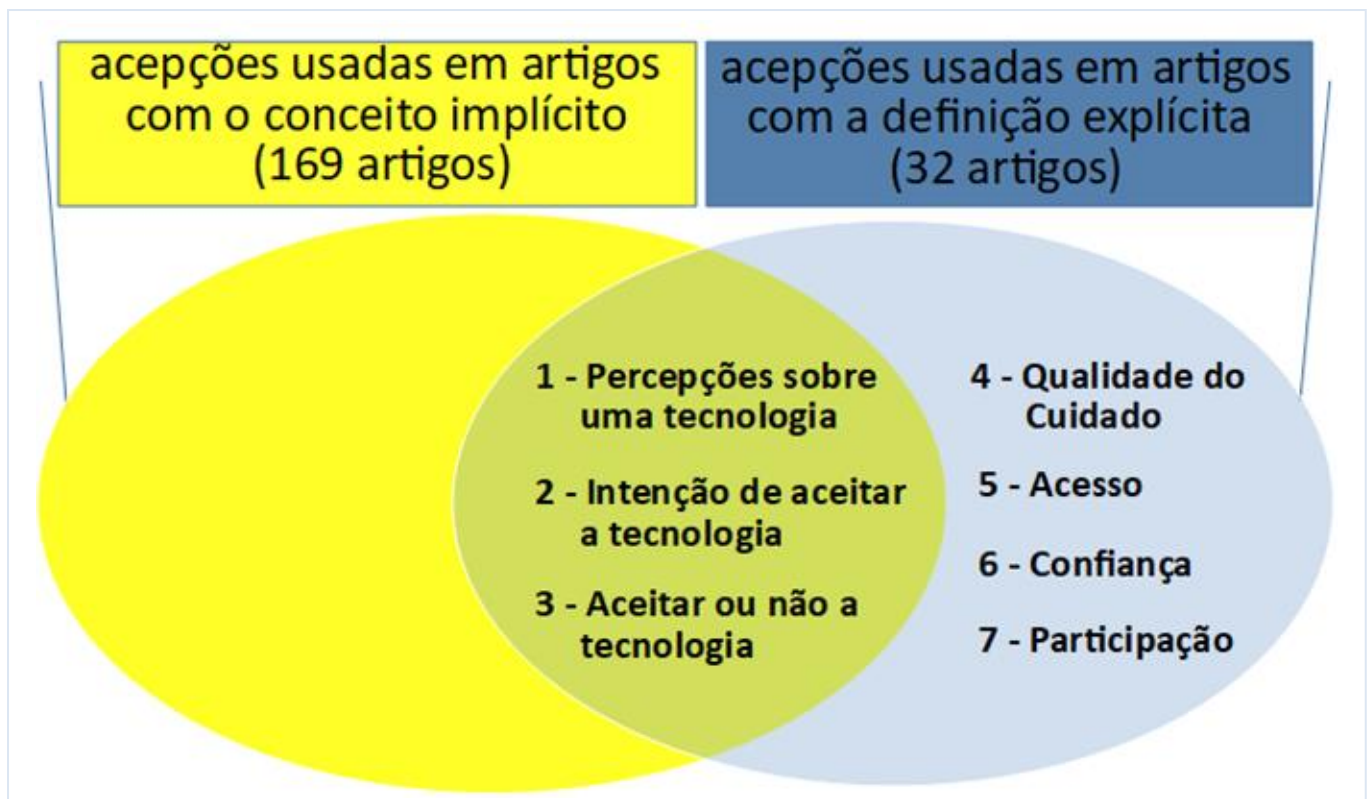 acepções usadas em artigos
com o conceito implícito
(169 artigos)
acepções usadas em artigos
com a definição explícita
(32 artigos)
1 - Percepções sobre
uma tecnologia
2 - Intenção de aceitar
a tecnologia
3 - Aceitar ou não a
tecnologia
4 - Qualidade do
Cuidado
5 - Acesso
6 - Confiança
7 - Participação